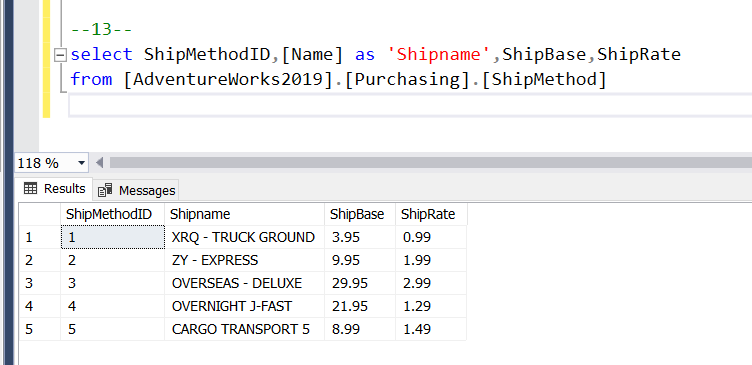 --13--
select ShipMethodID,[Name] as 'Shipname',ShipBase,ShipRate
from [AdventureWorks2019].[Purchasing].[ShipMethod]
118 %
Results Messages
ShipMethodID Shipname ShipBase ShipRate
1 1 XRQ - TRUCK GROUND 3.95 0.99
2 2 ZY - EXPRESS 9.95 1.99
3 3 OVERSEAS - DELUXE 29.95 2.99
4 4 OVERNIGHT J-FAST 21.95 1.29
5 5 CARGO TRANSPORT 5 8.99 1.49